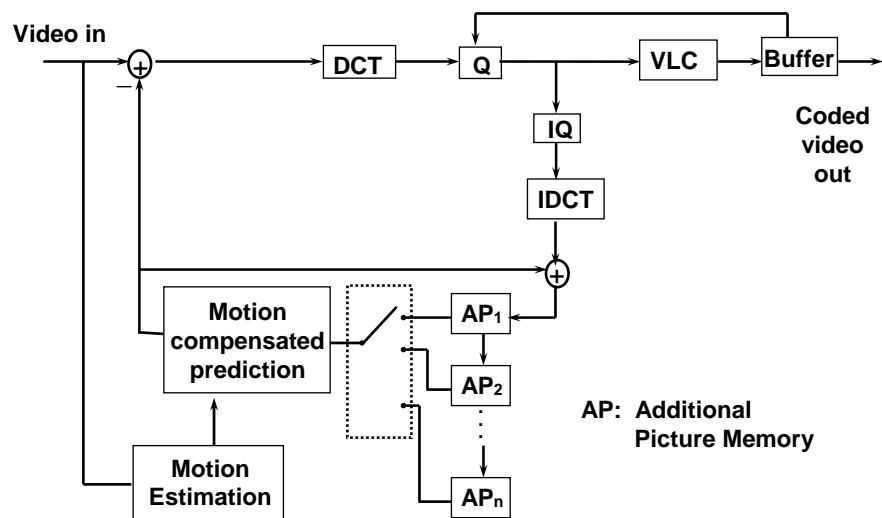 Video in
+
−
DCT
Q
VLC
Buffer
Coded
video
out
IQ
IDCT
+
Motion
compensated
prediction
AP₁
AP₂
APₙ
Motion
Estimation
AP: Additional
Picture Memory